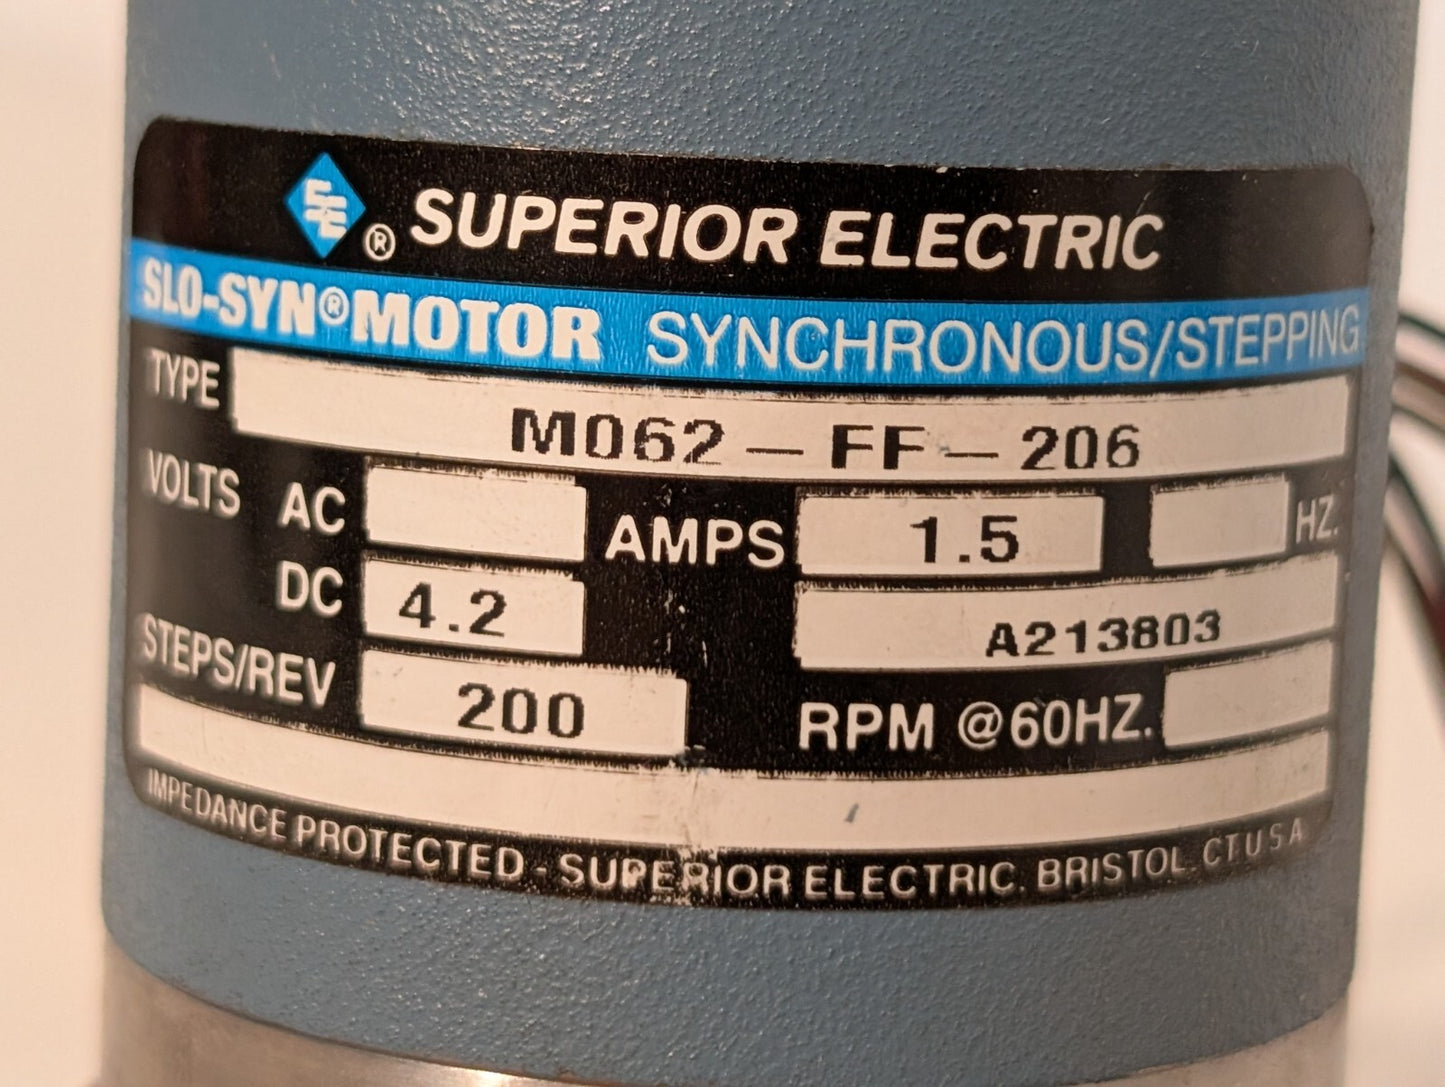 ® SUPERIOR ELECTRIC
SLO-SYN® MOTOR SYNCHRONOUS/STEPPING
TYPE M062-FF-206
VOLTS AC AMPS 1.5 HZ.
DC 4.2 A213803
STEPS/REV 200 RPM @60HZ.
IMPEDANCE PROTECTED - SUPERIOR ELECTRIC. BRISTOL. CT USA